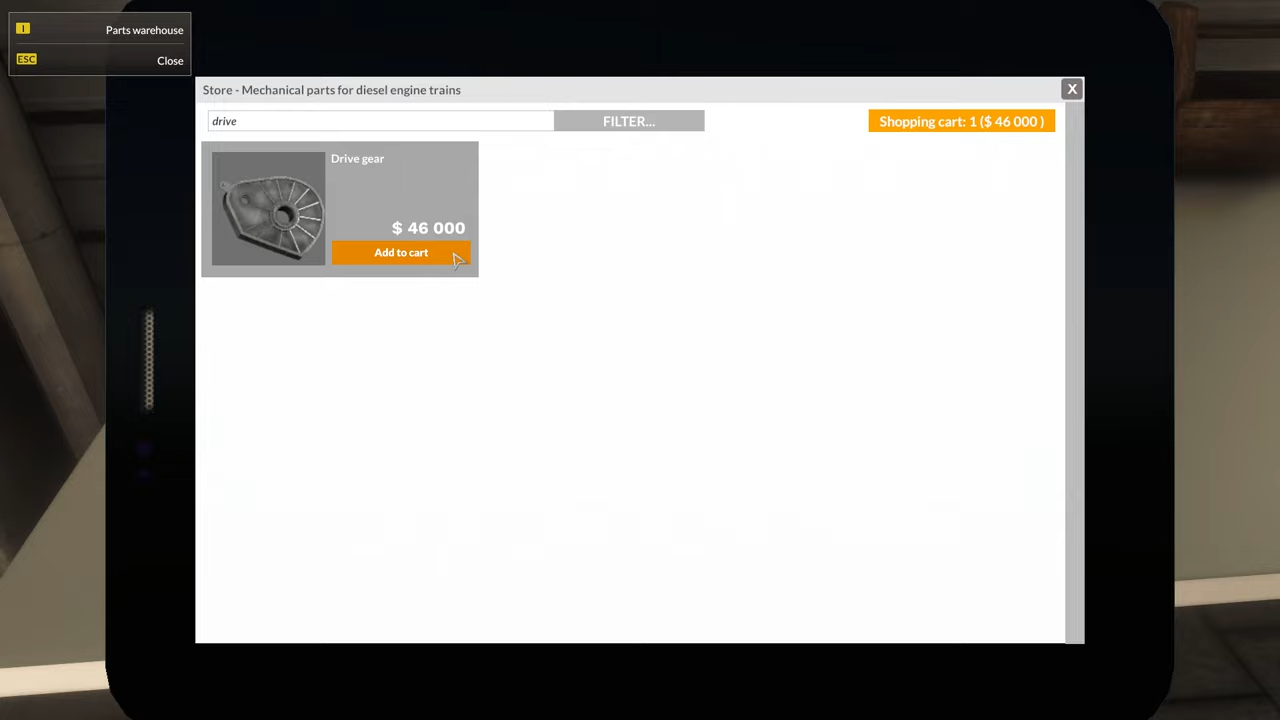 I Parts warehouse
ESC Close
Store - Mechanical parts for diesel engine trains X
drive FILTER... Shopping cart: 1 ($ 46 000 )
Drive gear
$ 46 000
Add to cart